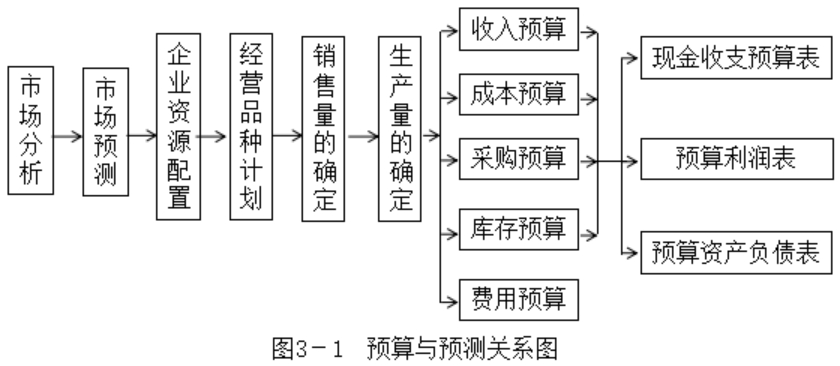 市场分析
市场预测
企业资源配置
经营品种计划
销售量的确定
生产量的确定
收入预算
成本预算
采购预算
库存预算
费用预算
现金收支预算表
预算利润表
预算资产负债表
图3－1 预算与预测关系图